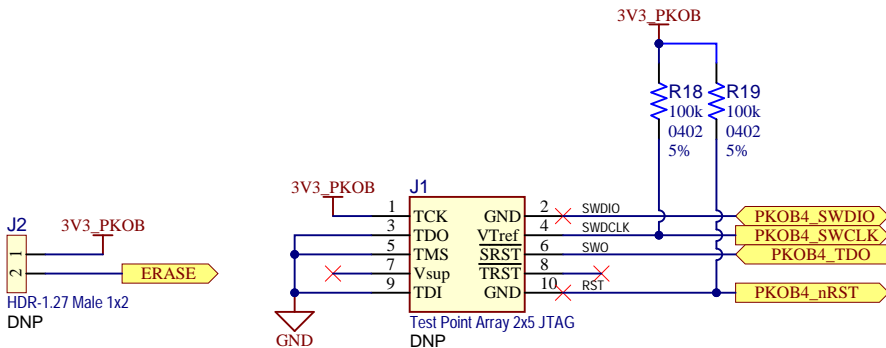 3V3_PKOB
R18
100k
0402
5%
R19
100k
0402
5%
J2
3V3_PKOB
1
2
ERASE
HDR-1.27 Male 1x2
DNP
J1
3V3_PKOB
1 TCK GND 2 SWDIO PKOB4_SWDIO
3 TDO VTref 4 SWDCLK PKOB4_SWCLK
5 TMS SRST 6 SWO PKOB4_TDO
7 Vsup TRST 8
9 TDI GND 10 RST PKOB4_nRST
GND
Test Point Array 2x5 JTAG
DNP